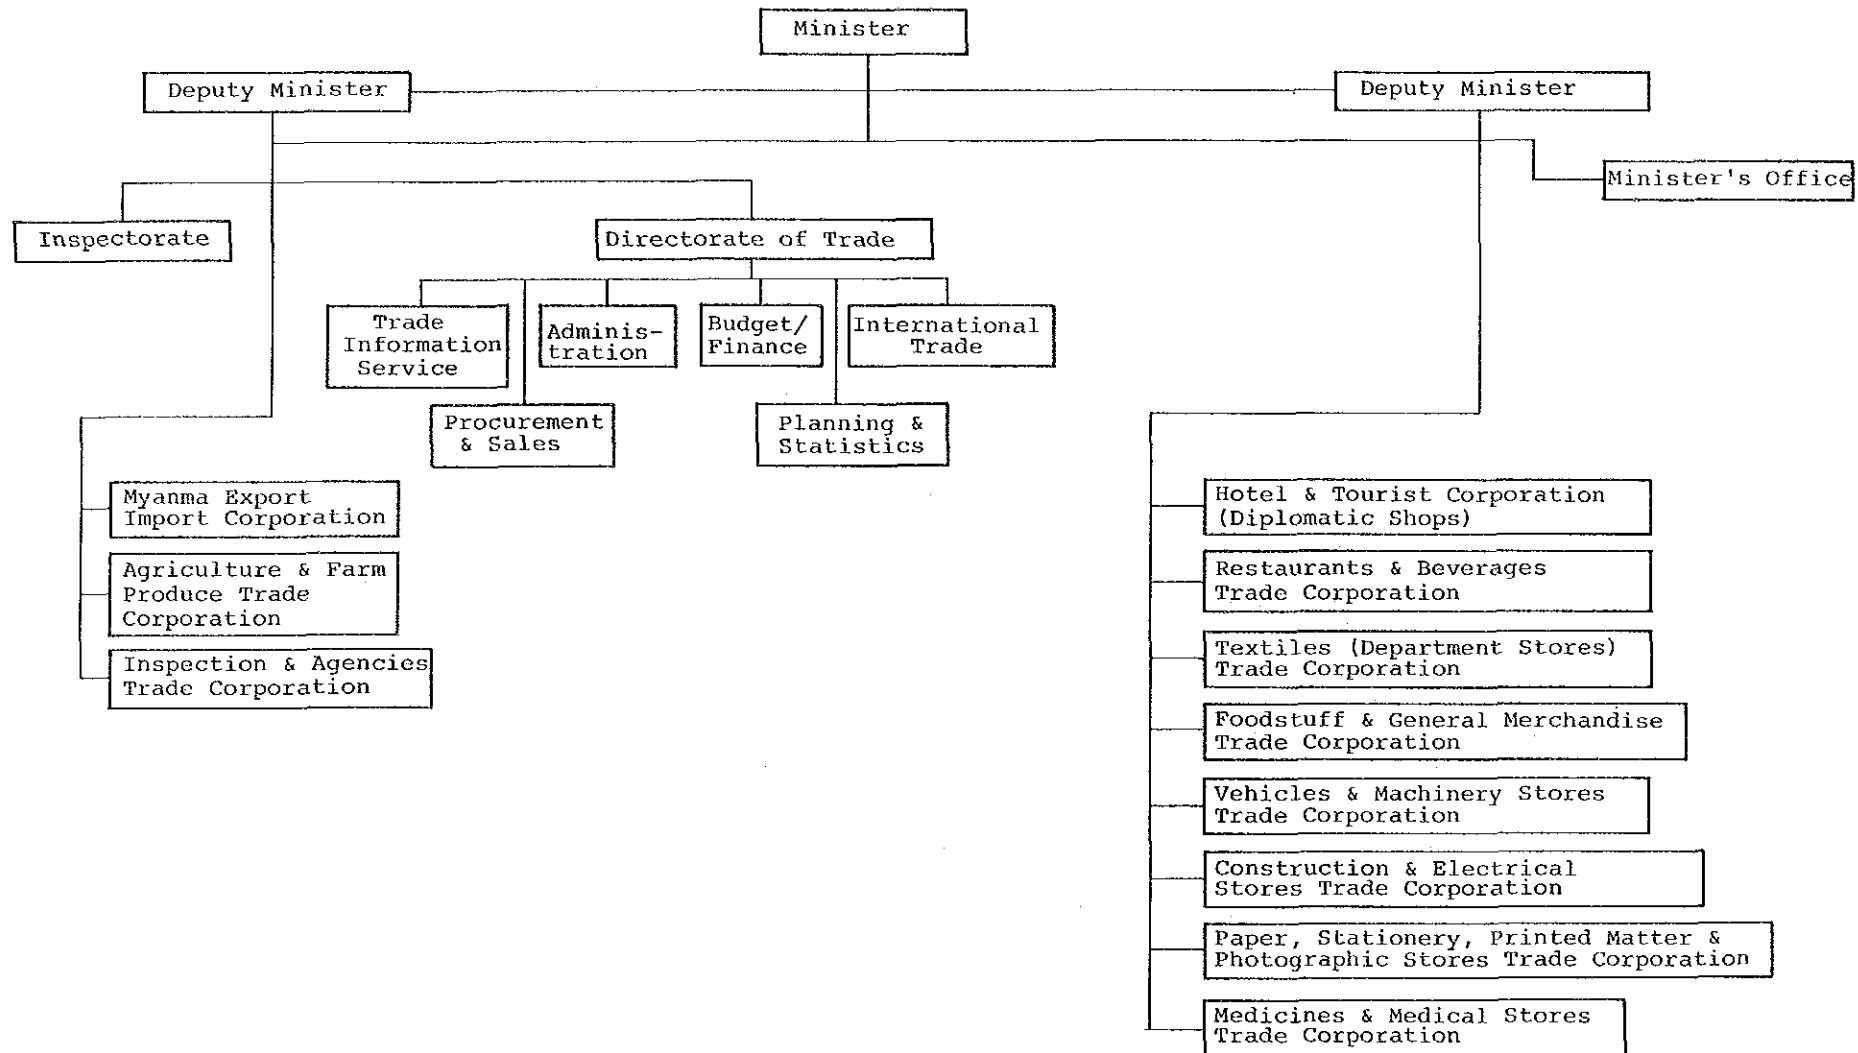 Minister
Deputy Minister
Deputy Minister
Minister's Office
Inspectorate
Directorate of Trade
Trade
Information
Service
Adminis-
tration
Budget/
Finance
International
Trade
Procurement
& Sales
Planning &
Statistics
Myanma Export
Import Corporation
Agriculture & Farm
Produce Trade
Corporation
Inspection & Agencies
Trade Corporation
Hotel & Tourist Corporation
(Diplomatic Shops)
Restaurants & Beverages
Trade Corporation
Textiles (Department Stores)
Trade Corporation
Foodstuff & General Merchandise
Trade Corporation
Vehicles & Machinery Stores
Trade Corporation
Construction & Electrical
Stores Trade Corporation
Paper, Stationery, Printed Matter &
Photographic Stores Trade Corporation
Medicines & Medical Stores
Trade Corporation